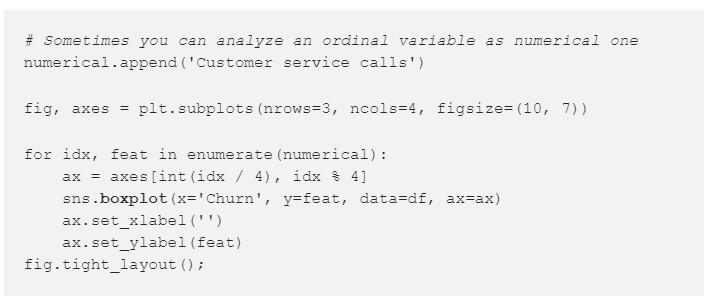 # Sometimes you can analyze an ordinal variable as numerical one
numerical.append('Customer service calls')
fig, axes = plt.subplots(nrows=3, ncols=4, figsize=(10, 7))
for idx, feat in enumerate(numerical):
    ax = axes[int(idx / 4), idx % 4]
    sns.boxplot(x='Churn', y=feat, data=df, ax=ax)
    ax.set_xlabel('')
    ax.set_ylabel(feat)
fig.tight_layout();